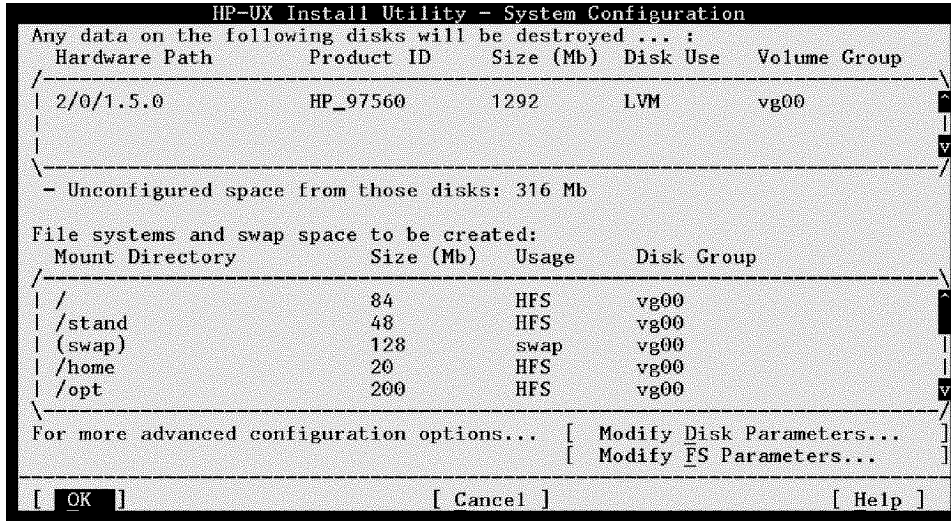 HP-UX Install Utility - System Configuration
Any data on the following disks will be destroyed ... :
Hardware Path Product ID Size (Mb) Disk Use Volume Group
2/0/1.5.0 HP_97560 1292 LVM vg00
- Unconfigured space from those disks: 316 Mb
File systems and swap space to be created:
Mount Directory Size (Mb) Usage Disk Group
/ 84 HFS vg00
/stand 48 HFS vg00
(swap) 128 swap vg00
/home 20 HFS vg00
/opt 200 HFS vg00
For more advanced configuration options... [ Modify Disk Parameters... ]
[ Modify FS Parameters... ]
[ OK ] [ Cancel ] [ Help ]